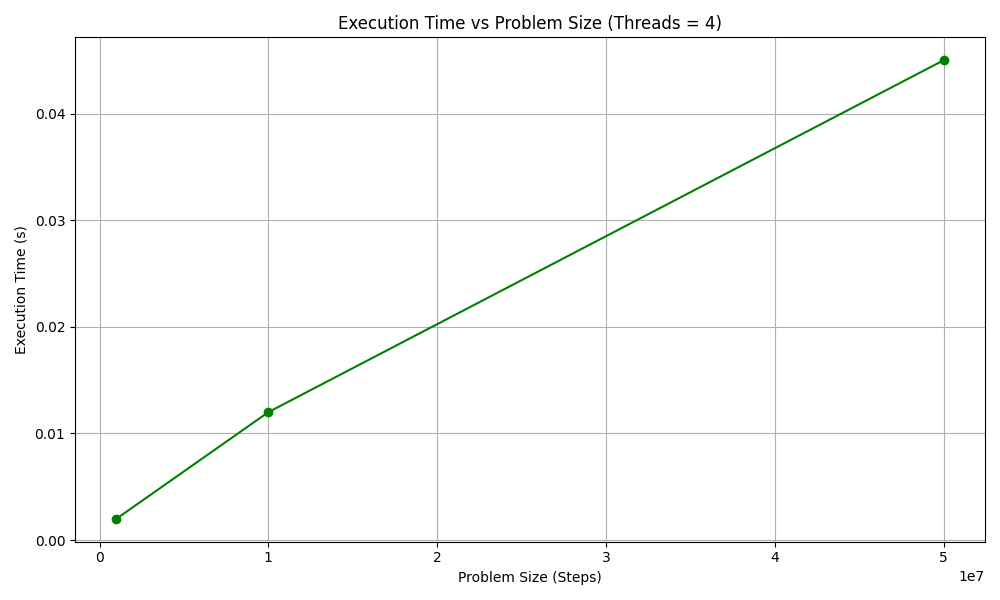 Execution Time vs Problem Size (Threads = 4)
Execution Time (s)
0.04
0.03
0.02
0.01
0.00
0 1 2 3 4 5
1e7
Problem Size (Steps)